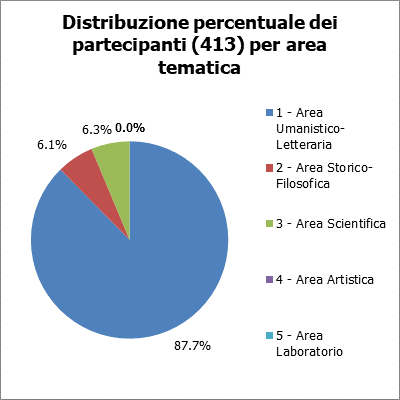 Distribuzione percentuale dei
partecipanti (413) per area
tematica
6.3% 0.0%
6.1%
87.7%
1 - Area
Umanistico-
Letteraria
2 - Area Storico-
Filosofica
3 - Area Scientifica
4 - Area Artistica
5 - Area
Laboratorio